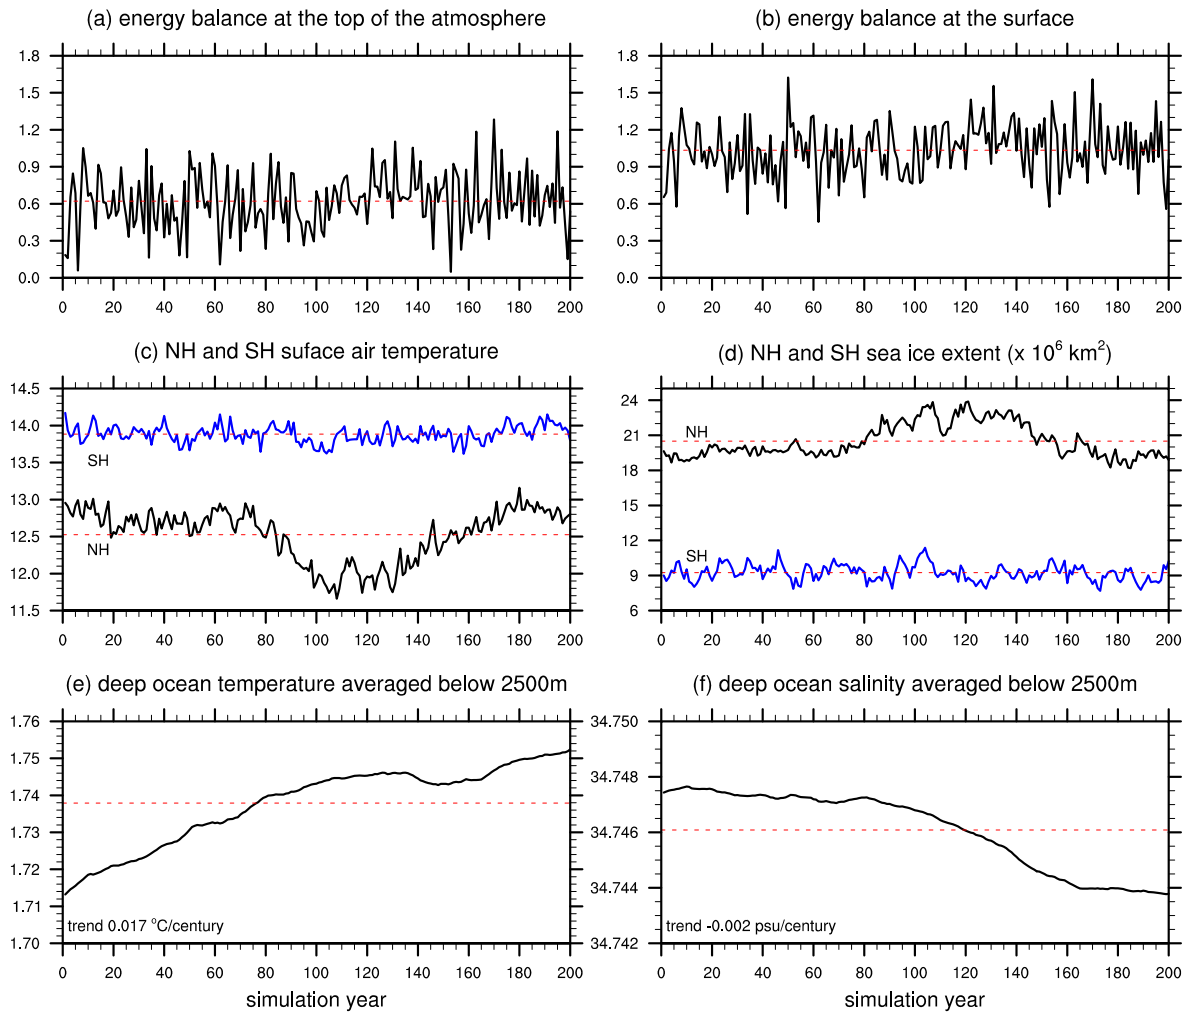 (a) energy balance at the top of the atmosphere
1.8
1.5
1.2
0.9
0.6
0.3
0.0
0 20 40 60 80 100 120 140 160 180 200
(b) energy balance at the surface
1.8
1.5
1.2
0.9
0.6
0.3
0.0
0 20 40 60 80 100 120 140 160 180 200
(c) NH and SH suface air temperature
14.5
14.0
13.5
13.0
12.5
12.0
11.5
SH
NH
0 20 40 60 80 100 120 140 160 180 200
(d) NH and SH sea ice extent (x 10⁶ km²)
24
21
18
15
12
9
6
NH
SH
0 20 40 60 80 100 120 140 160 180 200
(e) deep ocean temperature averaged below 2500m
1.76
1.75
1.74
1.73
1.72
1.71
1.70
trend 0.017 °C/century
0 20 40 60 80 100 120 140 160 180 200
simulation year
(f) deep ocean salinity averaged below 2500m
34.750
34.748
34.746
34.744
34.742
trend -0.002 psu/century
0 20 40 60 80 100 120 140 160 180 200
simulation year